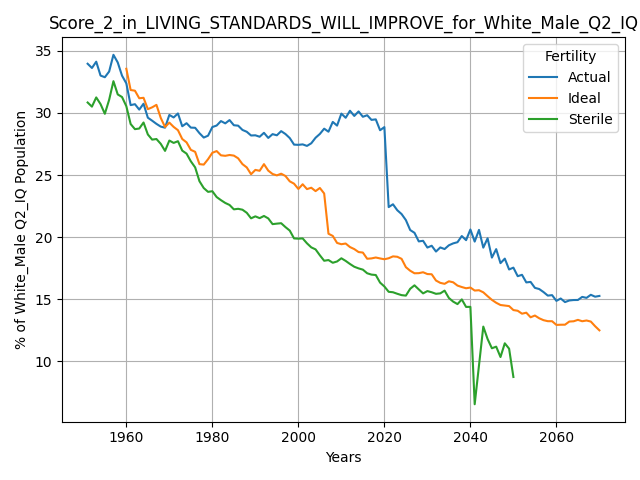 Score_2_in_LIVING_STANDARDS_WILL_IMPROVE_for_White_Male_Q2_IQ
Fertility
Actual
Ideal
Sterile
% of White_Male Q2_IQ Population
35
30
25
20
15
10
1960
1980
2000
2020
2040
2060
Years